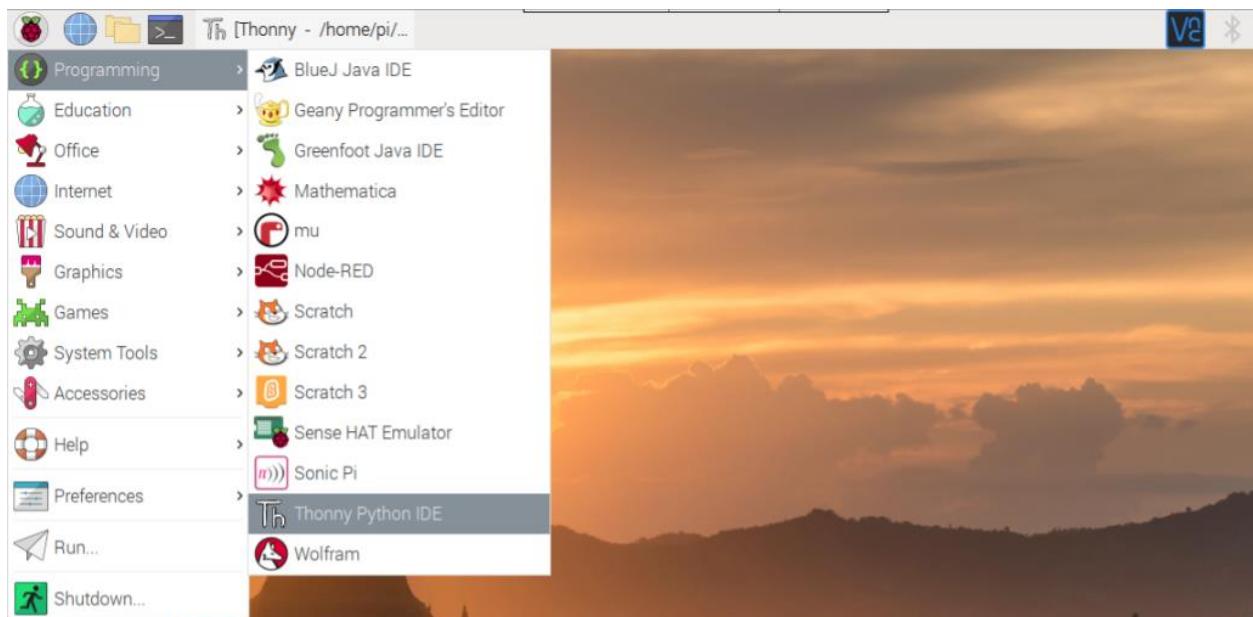 Th [Thonny - /home/pi/...
Programming
Education
Office
Internet
Sound & Video
Graphics
Games
System Tools
Accessories
Help
Preferences
Run...
Shutdown...
BlueJ Java IDE
Geany Programmer's Editor
Greenfoot Java IDE
Mathematica
mu
Node-RED
Scratch
Scratch 2
Scratch 3
Sense HAT Emulator
Sonic Pi
Th Thonny Python IDE
Wolfram